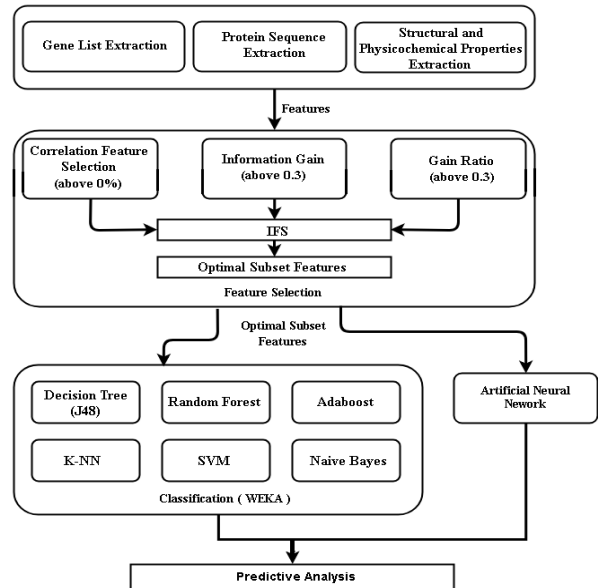 Gene List Extraction
Protein Sequence
Extraction
Structural and
Physicochemical Properties
Extraction
Features
Correlation Feature
Selection
(above 0%)
Information Gain
(above 0.3)
Gain Ratio
(above 0.3)
IFS
Optimal Subset Features
Feature Selection
Optimal Subset
Features
Decision Tree
(J48)
Random Forest
Adaboost
Artificial Neural
Nework
K-NN
SVM
Naive Bayes
Classification ( WEKA )
Predictive Analysis